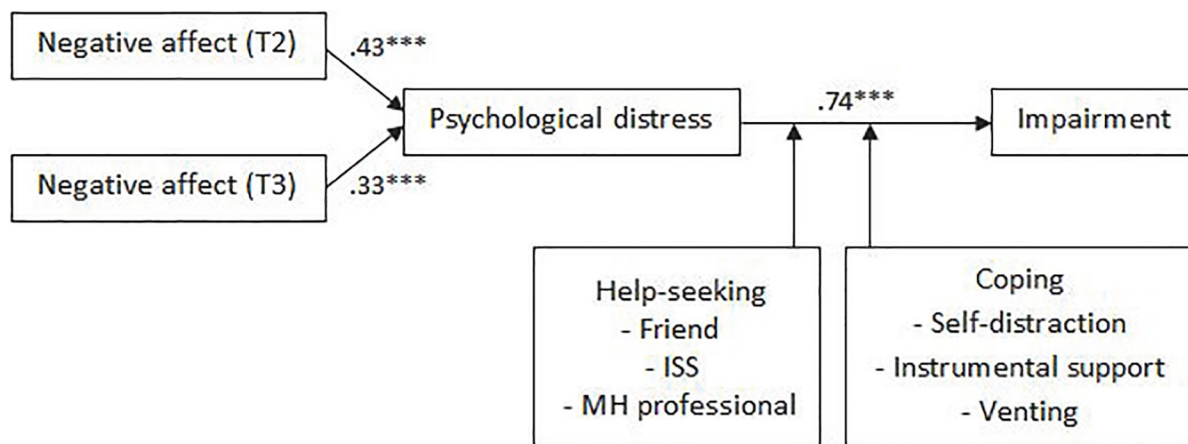 Negative affect (T2)
.43***
Psychological distress
.74***
Impairment
Negative affect (T3)
.33***
Help-seeking
- Friend
- ISS
- MH professional
Coping
- Self-distraction
- Instrumental support
- Venting